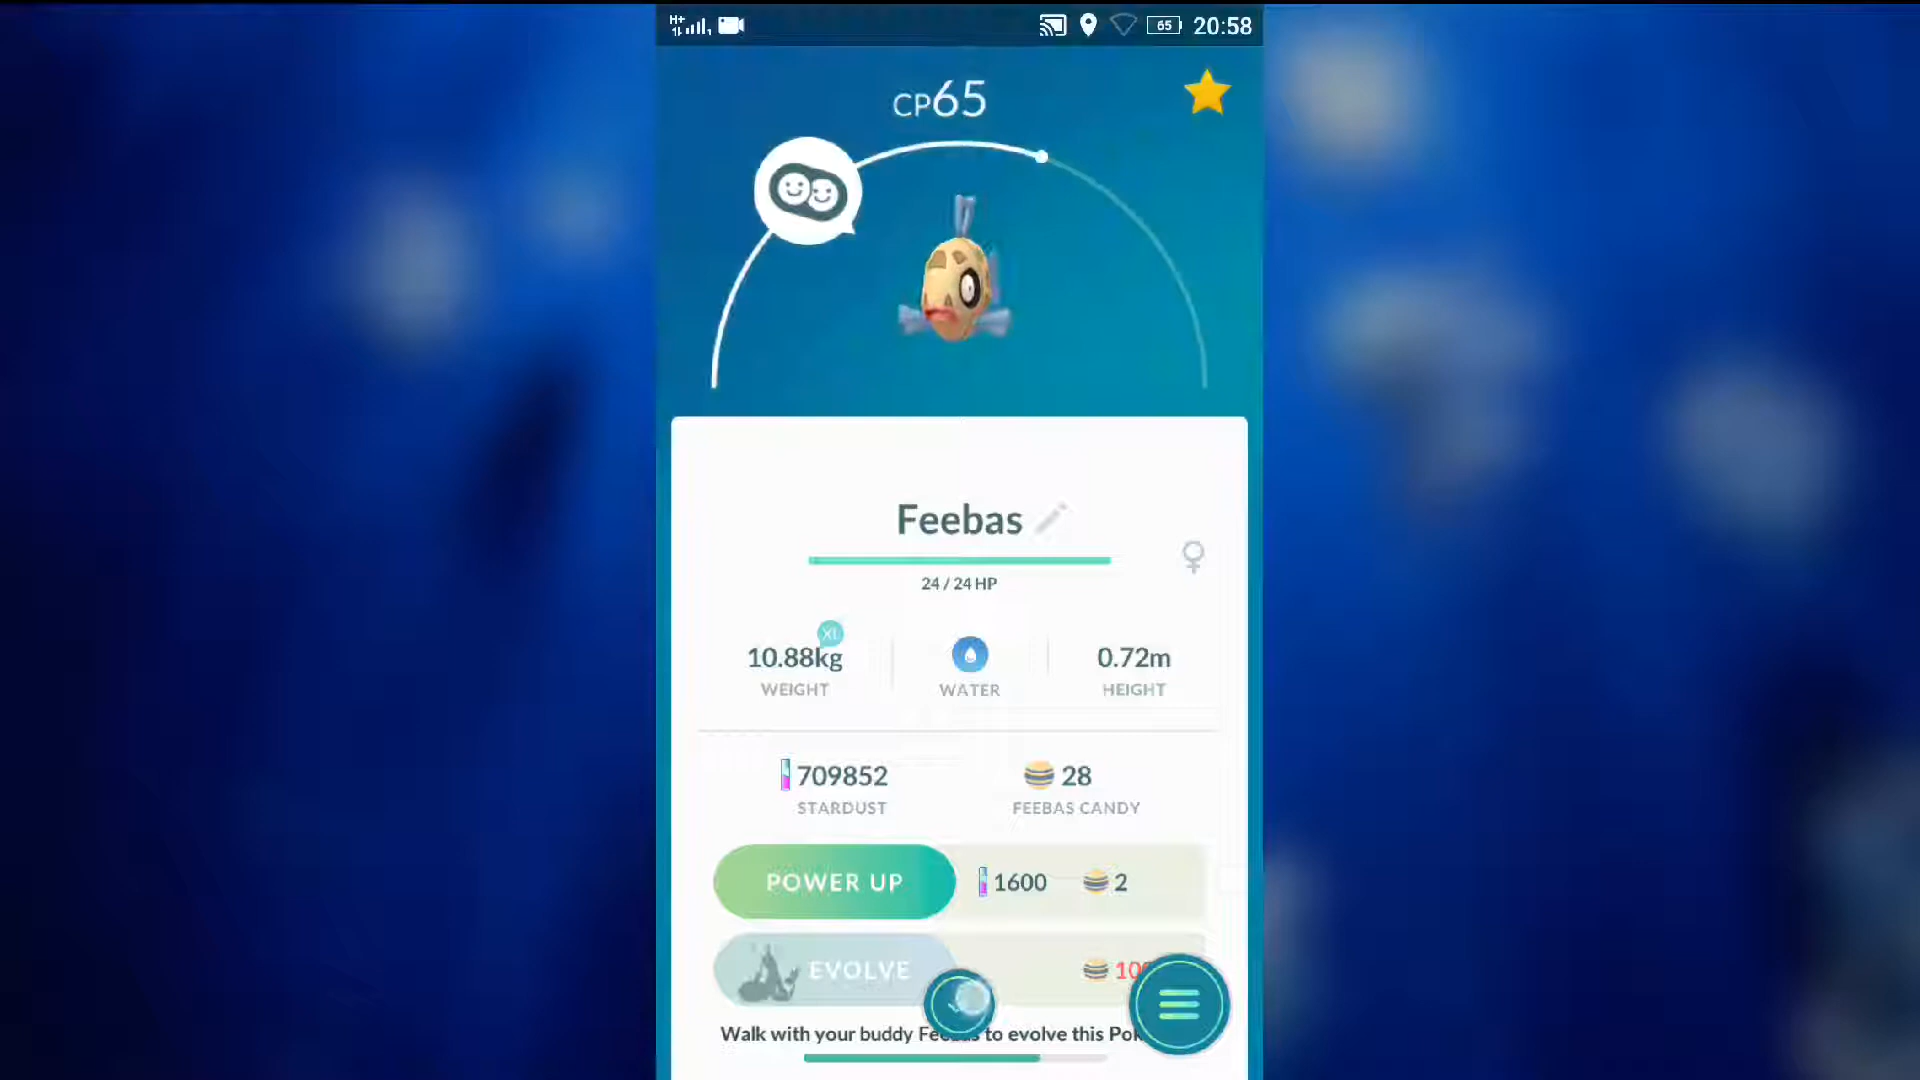 H+ 65 20:58
CP65
Feebas
24 / 24 HP
XL
10.88kg
WEIGHT
WATER
0.72m
HEIGHT
709852
STARDUST
28
FEEBAS CANDY
POWER UP 1600 2
EVOLVE
Walk with your buddy to evolve this